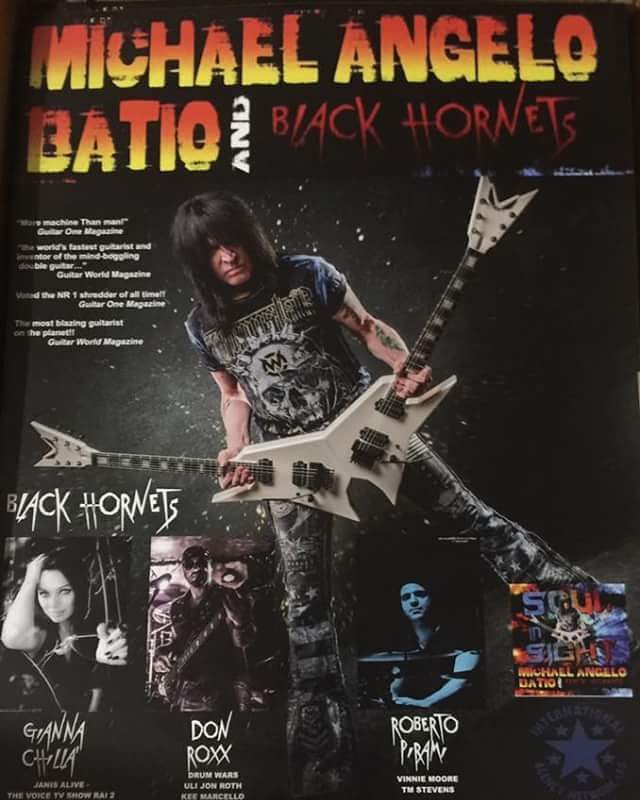 MICHAEL ANGELO
BATIO AND BLACK HORNETS
"More machine Than man!"
Guitar One Magazine
"the world's fastest guitarist and
inventor of the mind-boggling
double guitar..."
Guitar World Magazine
Voted the NR 1 shredder of all time!!
Guitar One Magazine
The most blazing guitarist
on the planet!!
Guitar World Magazine
BLACK HORNETS
GIANNA
CHILLÀ
JANIS ALIVE -
THE VOICE TV SHOW RAI 2
DON
ROXX
DRUM WARS
ULI JON ROTH
KEE MARCELLO
ROBERTO
PIRAMI
VINNIE MOORE
TM STEVENS
SOUL
in
SIGHT
MICHAEL ANGELO
BATIO
INTERNATIONAL